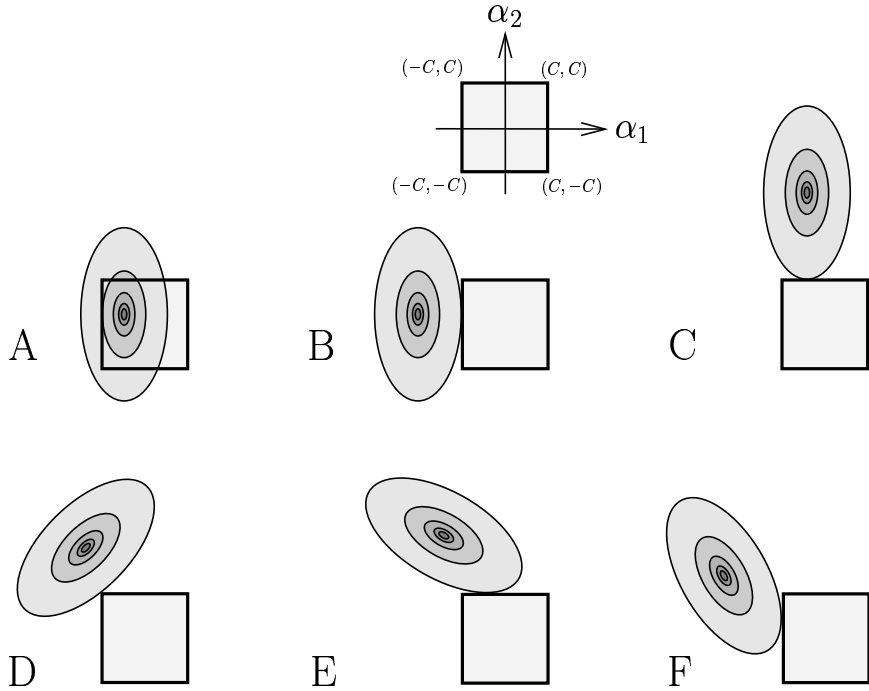 α₂
(-C, C) (C, C)
α₁
(-C, -C) (C, -C)
A B C
D E F